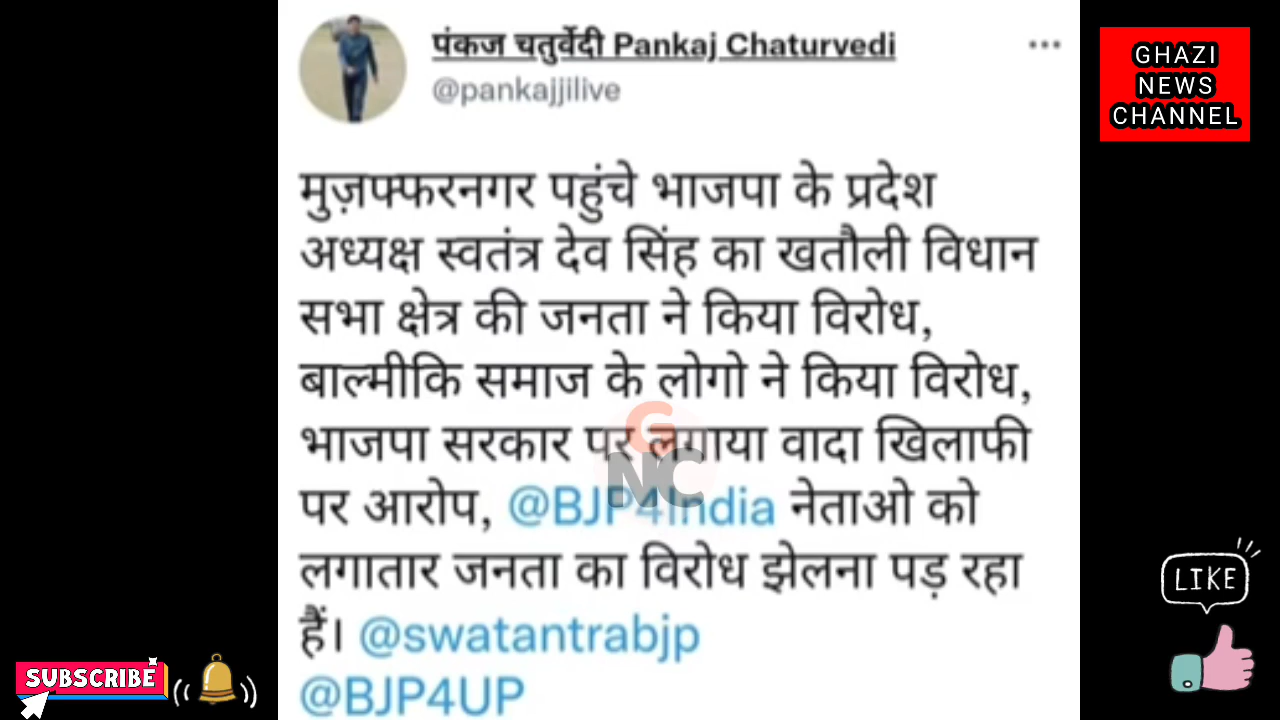 पंकज चतुर्वेदी Pankaj Chaturvedi
@pankajjilive
मुज़फ्फरनगर पहुंचे भाजपा के प्रदेश
अध्यक्ष स्वतंत्र देव सिंह का खतौली विधान
सभा क्षेत्र की जनता ने किया विरोध,
बाल्मीकि समाज के लोगो ने किया विरोध,
भाजपा सरकार पर लगाया वादा खिलाफी
पर आरोप, @BJP4India नेताओ को
लगातार जनता का विरोध झेलना पड़ रहा
हैं। @swatantrabjp
@BJP4UP
GNC
GHAZI
NEWS
CHANNEL
LIKE
SUBSCRIBE